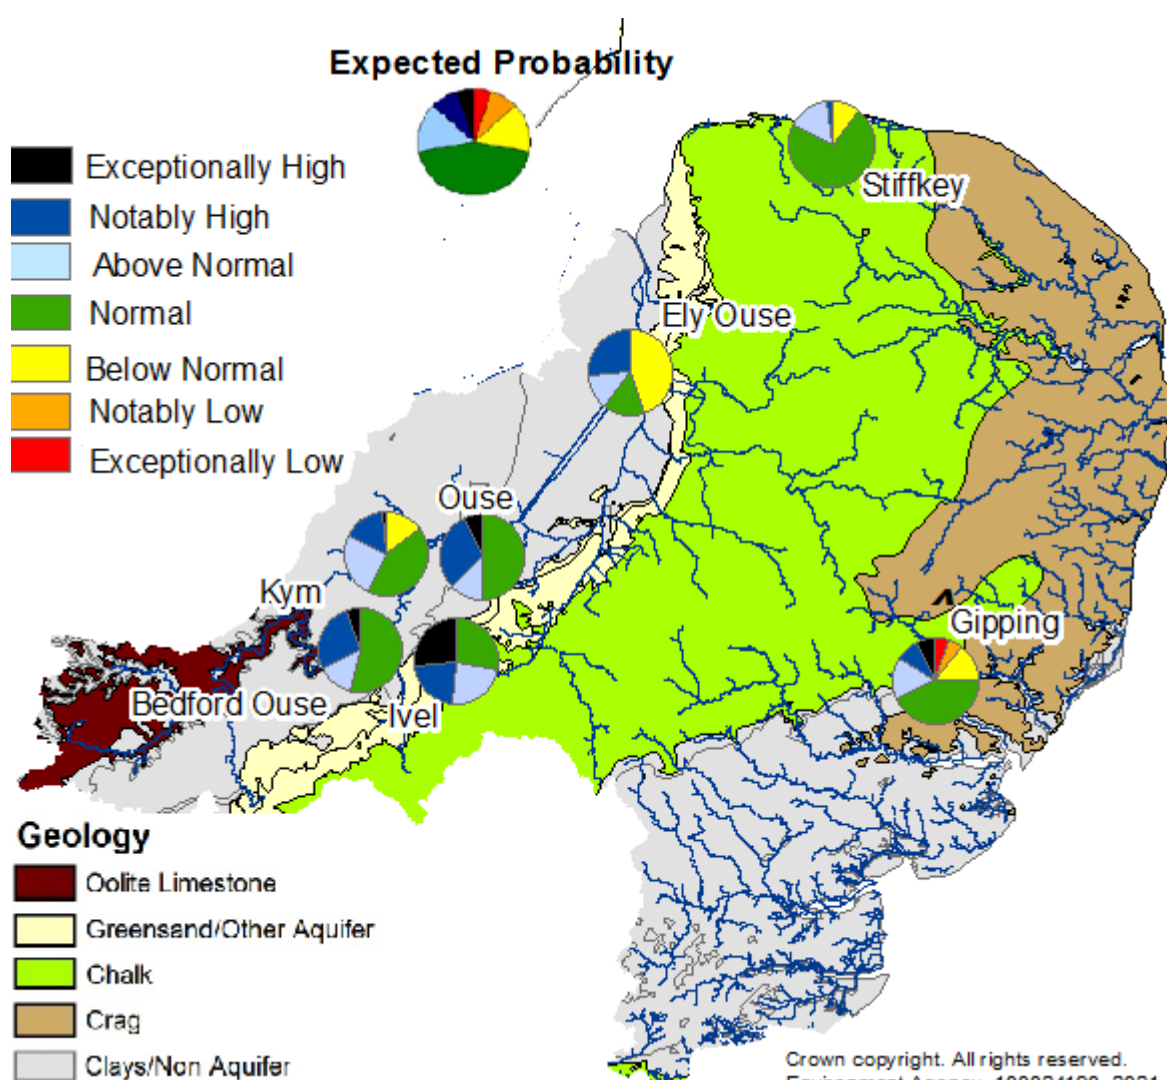 Expected Probability
Exceptionally High
Notably High
Above Normal
Normal
Below Normal
Notably Low
Exceptionally Low
Stiffkey
Ely Ouse
Ouse
Kym
Gipping
Bedford Ouse
Ivel
Geology
Oolite Limestone
Greensand/Other Aquifer
Chalk
Crag
Clays/Non Aquifer
Crown copyright. All rights reserved.